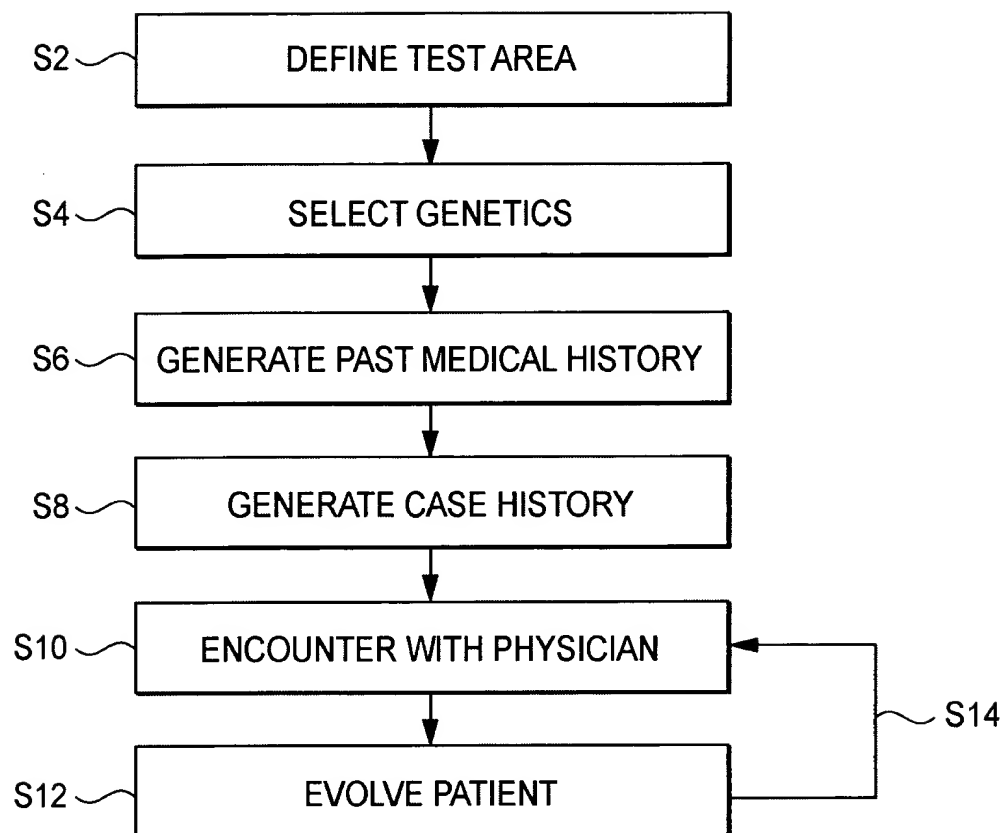 S2 DEFINE TEST AREA
S4 SELECT GENETICS
S6 GENERATE PAST MEDICAL HISTORY
S8 GENERATE CASE HISTORY
S10 ENCOUNTER WITH PHYSICIAN
S14
S12 EVOLVE PATIENT